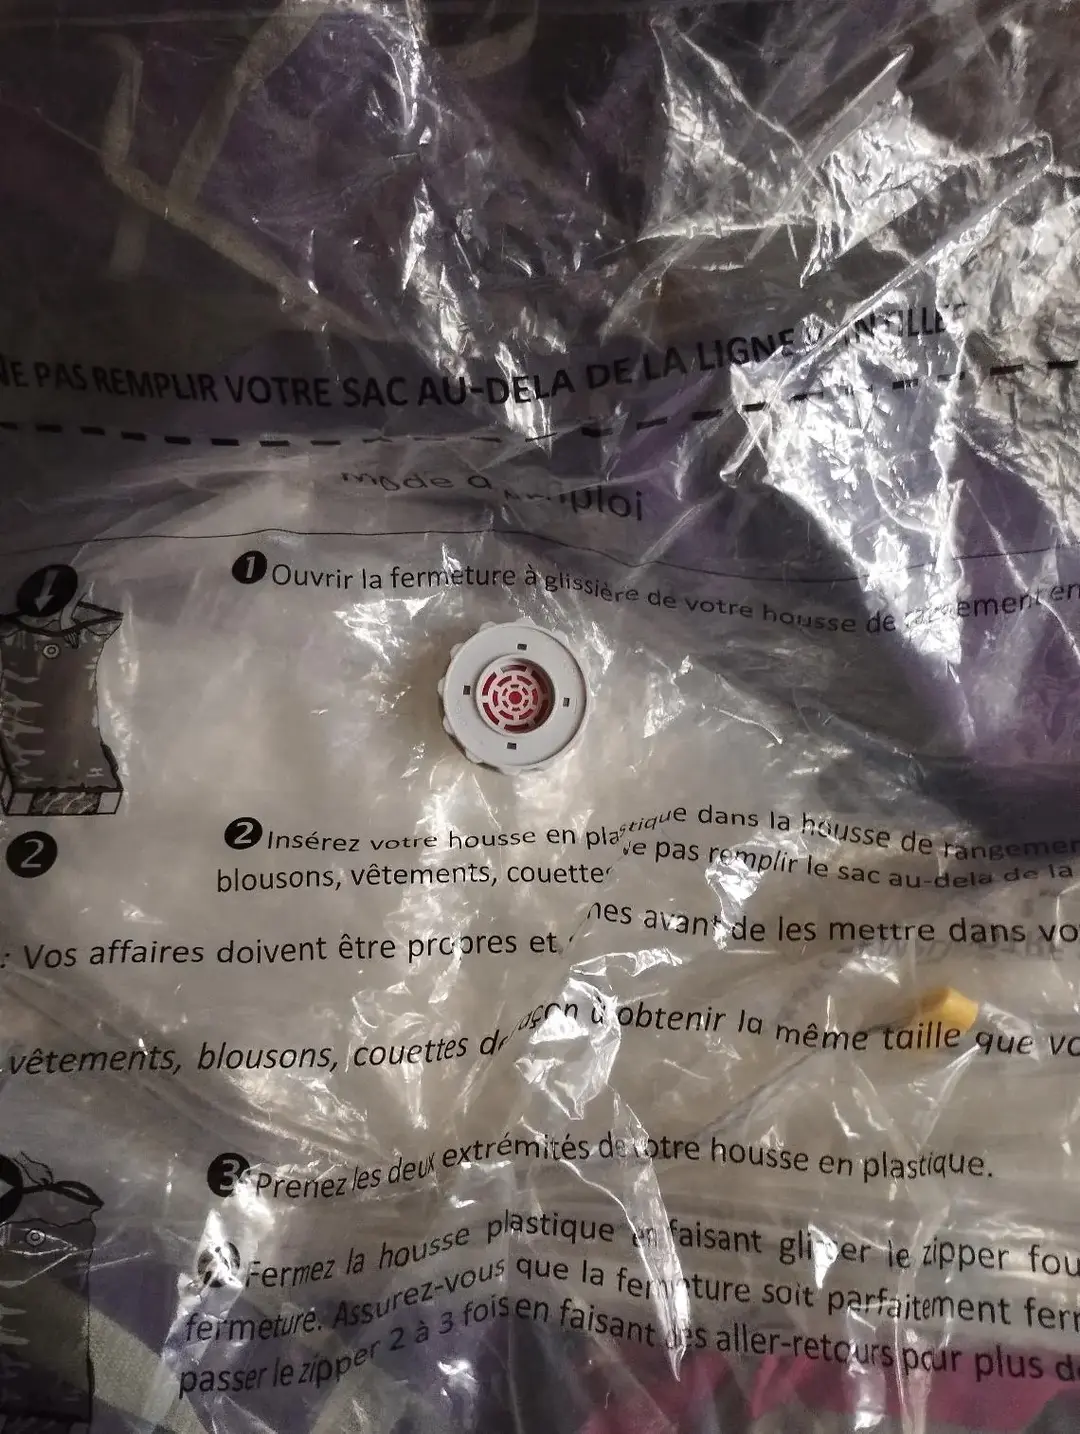 NE PAS REMPLIR VOTRE SAC AU-DELA DE LA LIGNE
mode
1 Ouvrir la fermeture à glissière de votre housse de
2
2 Insérez votre housse en plastique dans la housse de rangement
blousons, vêtements, pas remplir le sac au-dela de la
: Vos affaires doivent être propres et avant de les mettre dans
vêtements, blousons, couettes à obtenir la même taille que
3 Prenez les deux extrémités votre housse en plastique.
Fermez la housse plastique en faisant glisser le zipper
fermeture. Assurez-vous que la fermeture soit parfaitement
passer le zipper 2 à 3 fois en faisant des aller-retours pour plus